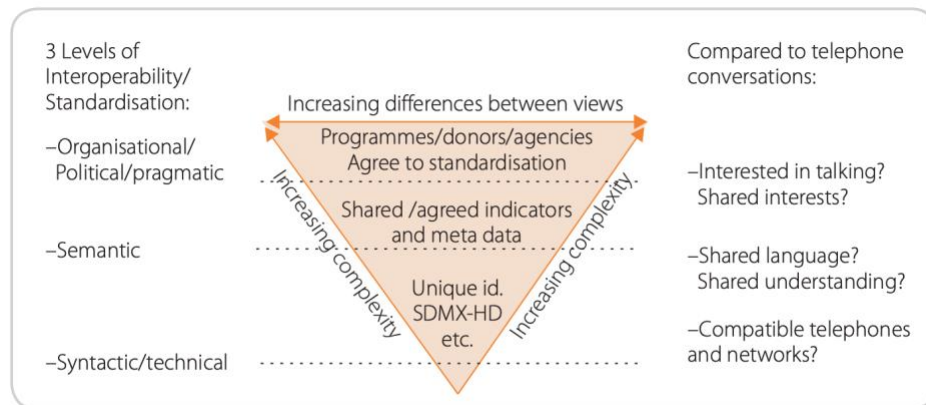 3 Levels of
Interoperability/
Standardisation:
–Organisational/
Political/pragmatic
–Semantic
–Syntactic/technical
Increasing differences between views
Programmes/donors/agencies
Agree to standardisation
Shared /agreed indicators
and meta data
Unique id.
SDMX-HD
etc.
Increasing complexity
Increasing complexity
Compared to telephone
conversations:
–Interested in talking?
Shared interests?
–Shared language?
Shared understanding?
–Compatible telephones
and networks?